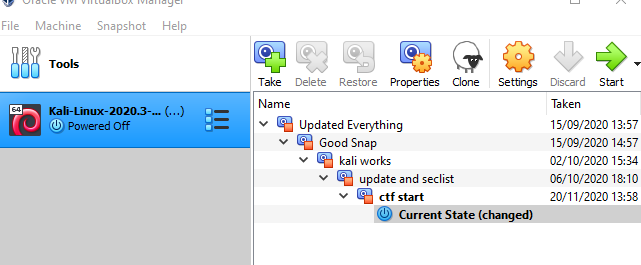 Oracle VM VirtualBox Manager
File Machine Snapshot Help
Tools
64 Kali-Linux-2020.3-... (...)
Powered Off
Take Delete Restore Properties Clone Settings Discard Start
Name Taken
Updated Everything 15/09/2020 13:57
Good Snap 15/09/2020 14:57
kali works 02/10/2020 15:34
update and seclist 06/10/2020 18:10
ctf start 20/11/2020 13:58
Current State (changed)